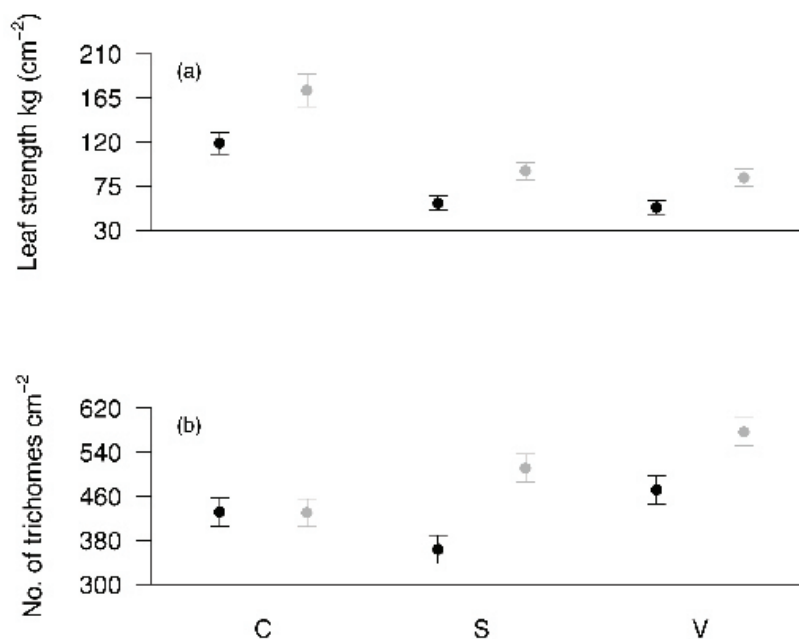 Leaf strength kg (cm⁻²)
210
165
120
75
30
(a)
No. of trichomes cm⁻²
620
540
460
380
300
(b)
C S V